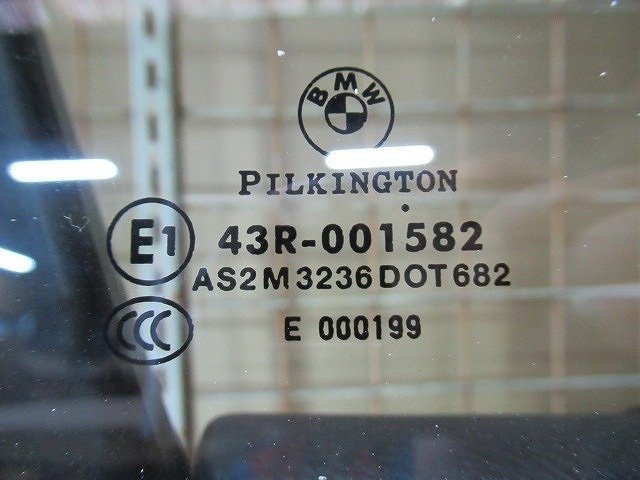 BMW
PILKINGTON
E1 43R-001582
AS2 M3236 DOT 682
CCC E 000199